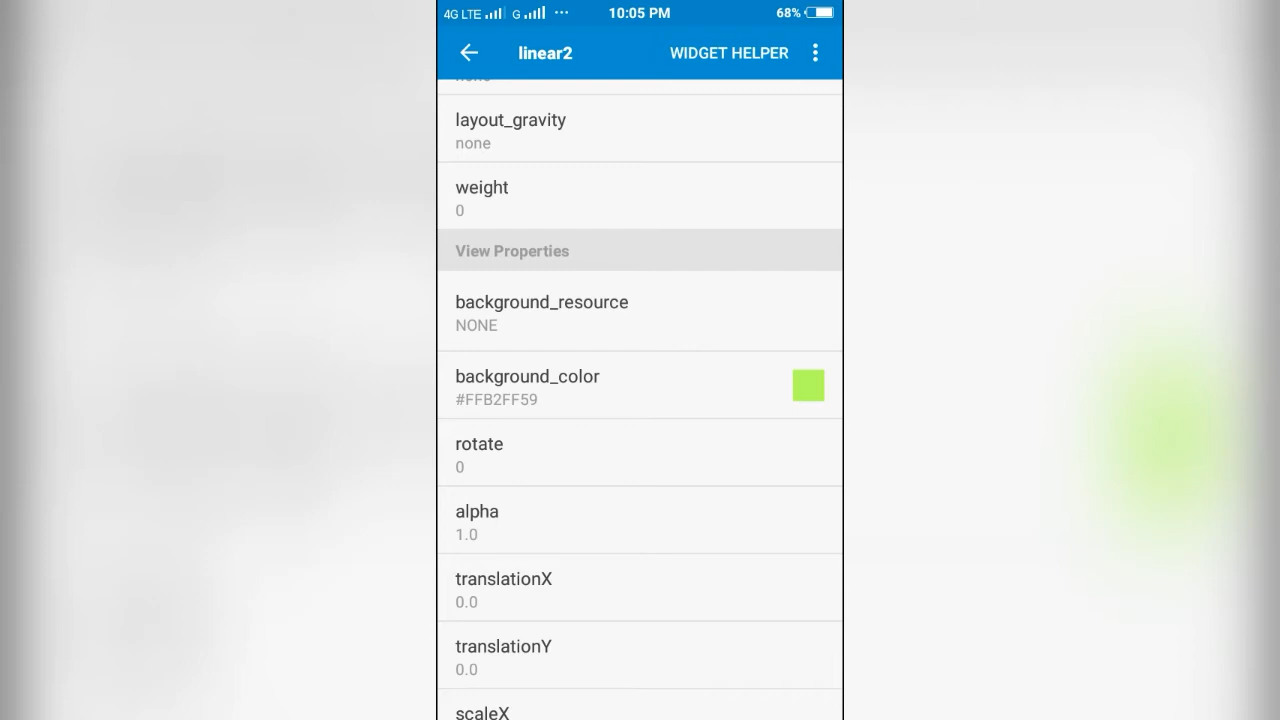 4G LTE G ... 10:05 PM 68%
linear2 WIDGET HELPER
layout_gravity
none
weight
0
View Properties
background_resource
NONE
background_color
#FFB2FF59
rotate
0
alpha
1.0
translationX
0.0
translationY
0.0
scaleX